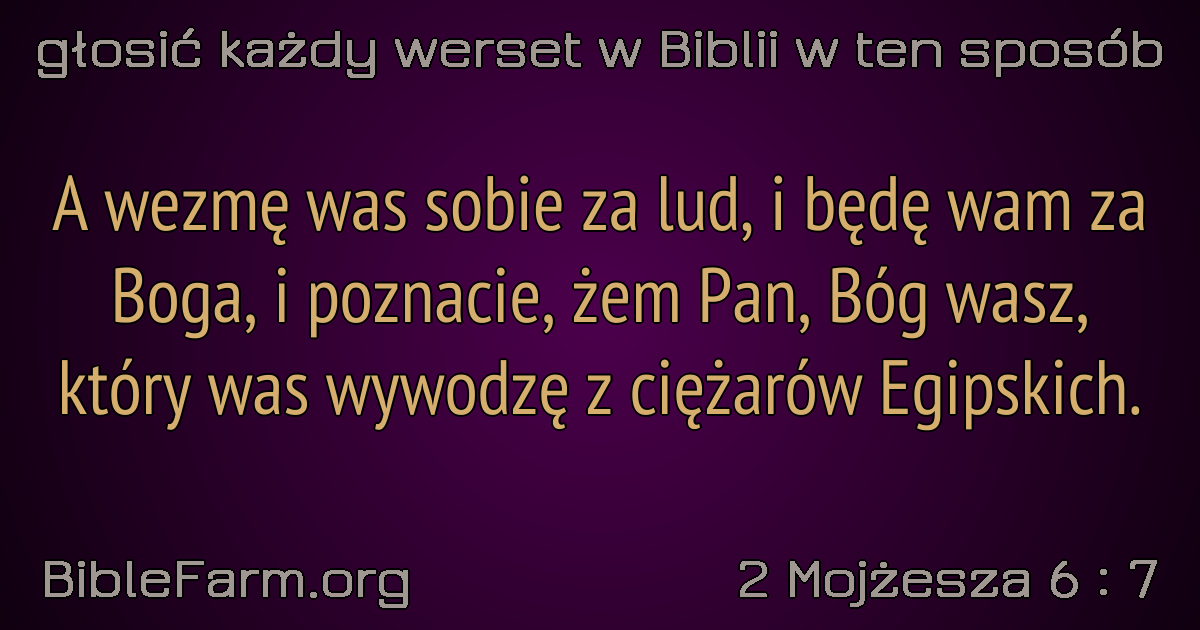 głosić każdy werset w Biblii w ten sposób
A wezmę was sobie za lud, i będę wam za
Boga, i poznacie, żem Pan, Bóg wasz,
który was wywodzę z ciężarów Egipskich.
BibleFarm.org
2 Mojżesza 6 : 7